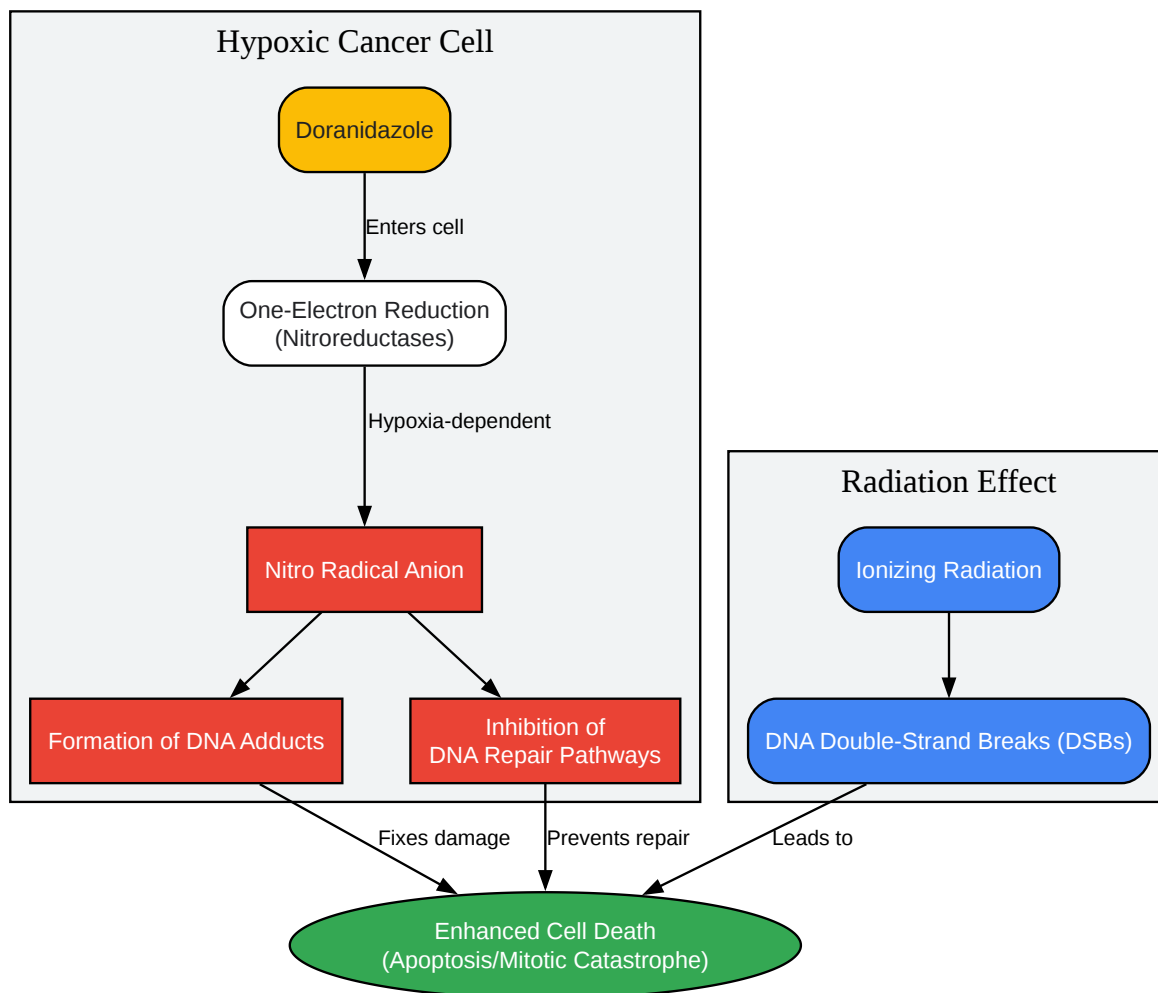 Hypoxic Cancer Cell
Doranidazole
Enters cell
One-Electron Reduction
(Nitroreductases)
Hypoxia-dependent
Nitro Radical Anion
Formation of DNA Adducts
Inhibition of
DNA Repair Pathways
Radiation Effect
Ionizing Radiation
DNA Double-Strand Breaks (DSBs)
Fixes damage
Prevents repair
Leads to
Enhanced Cell Death
(Apoptosis/Mitotic Catastrophe)